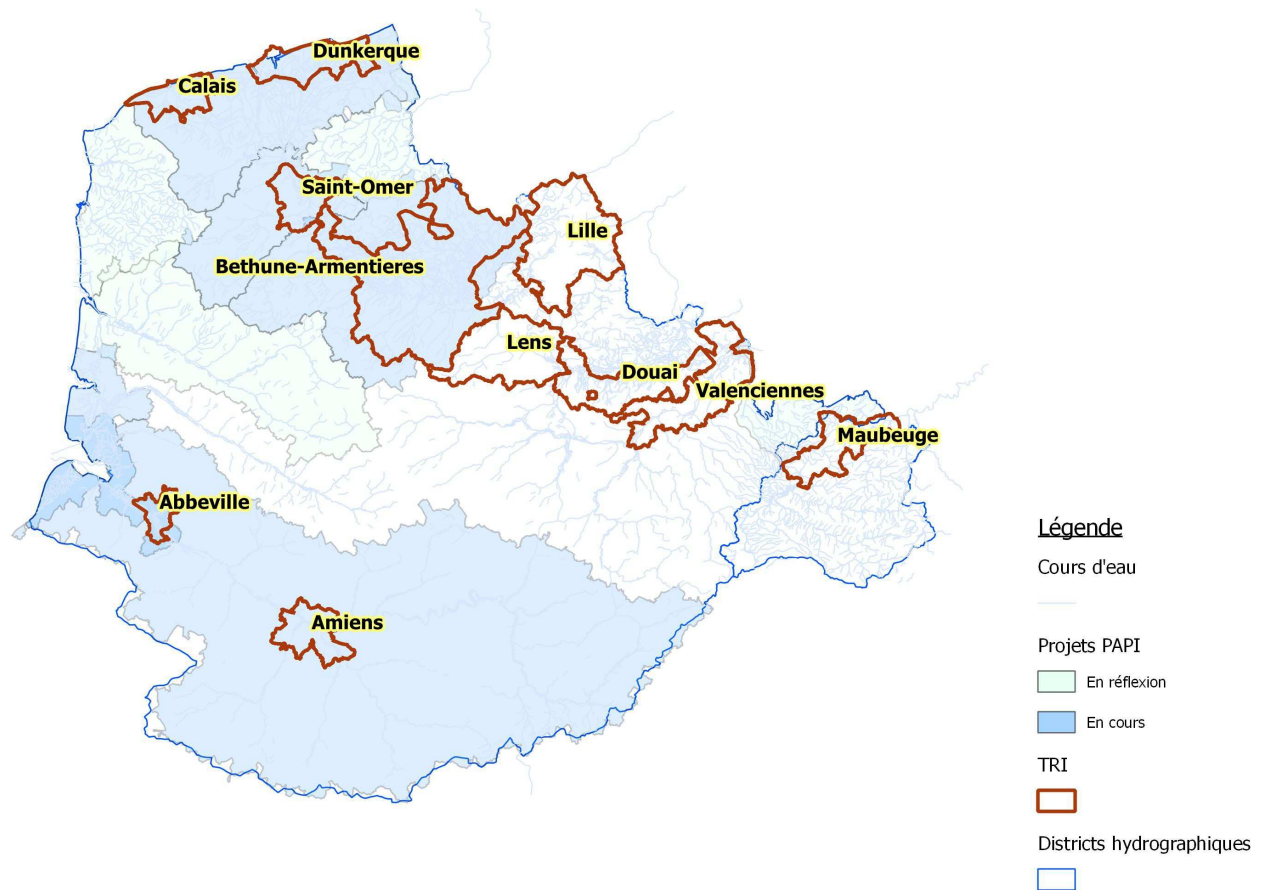 Dunkerque
Calais
Saint-Omer
Lille
Bethune-Armentieres
Lens
Douai
Valenciennes
Maubeuge
Abbeville
Amiens
Légende
Cours d'eau
Projets PAPI
En réflexion
En cours
TRI
Districts hydrographiques